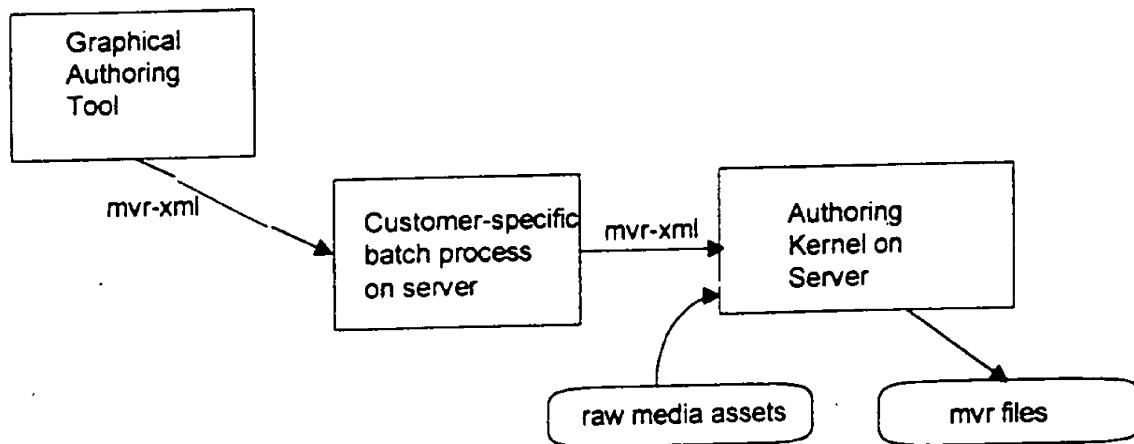 Graphical
Authoring
Tool
mvr-xml
Customer-specific
batch process
on server
mvr-xml
Authoring
Kernel on
Server
raw media assets
mvr files